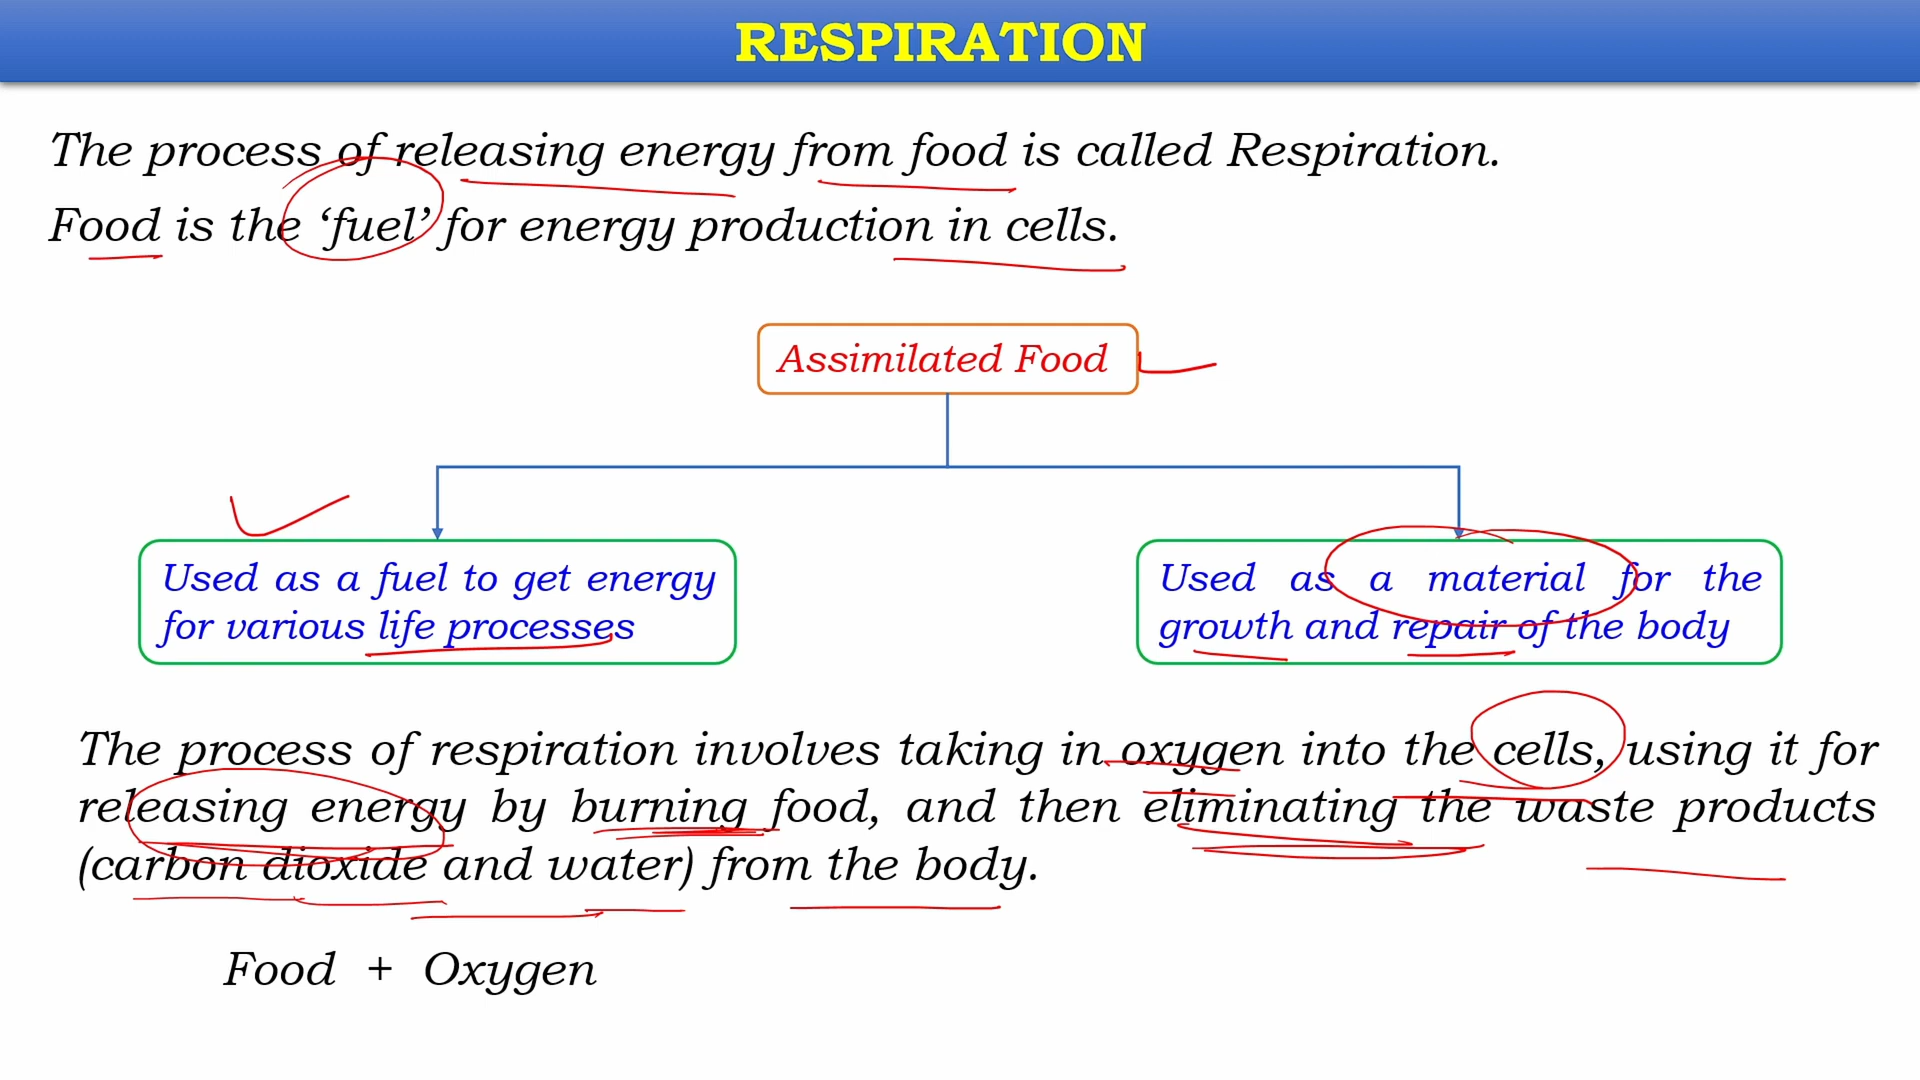 RESPIRATION
The process of releasing energy from food is called Respiration.
Food is the ‘fuel’ for energy production in cells.
Assimilated Food
Used as a fuel to get energy
for various life processes
Used as a material for the
growth and repair of the body
The process of respiration involves taking in oxygen into the cells, using it for
releasing energy by burning food, and then eliminating the waste products
(carbon dioxide and water) from the body.
Food + Oxygen